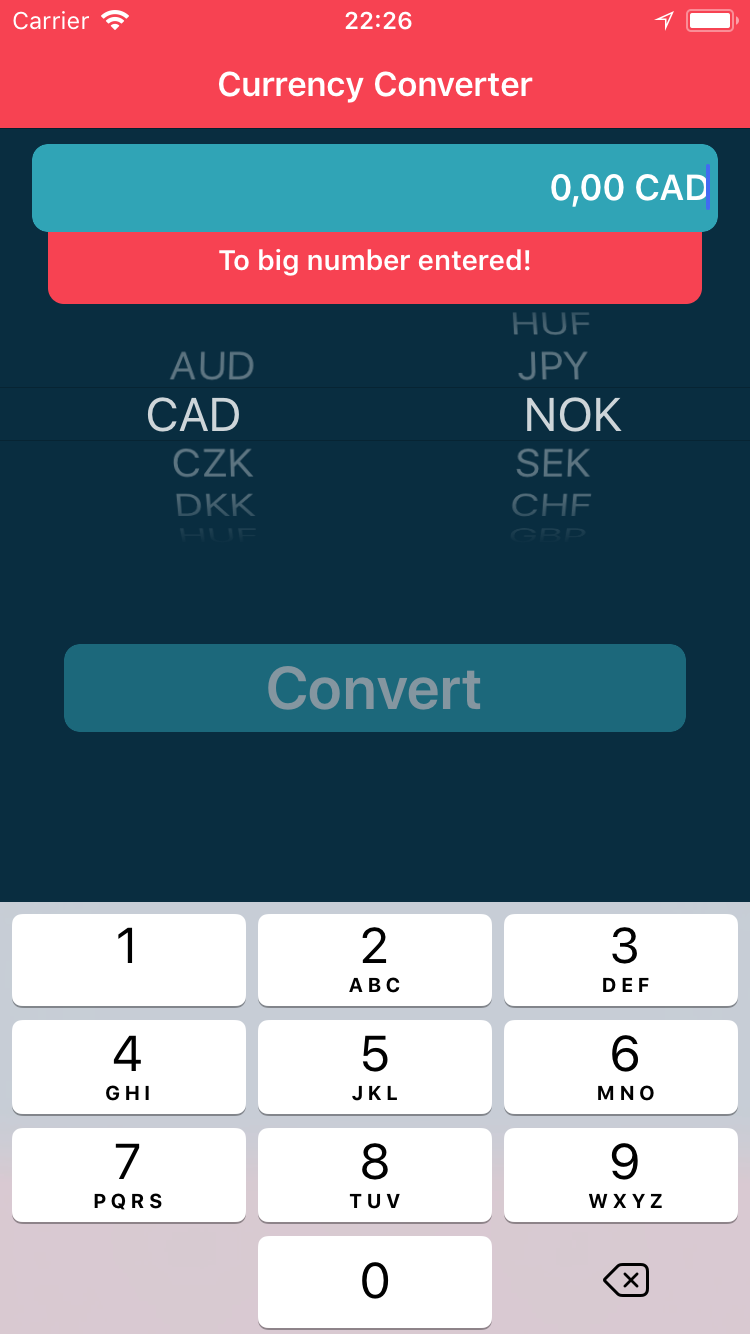 Carrier 22:26
Currency Converter
0,00 CAD
To big number entered!
HUF
AUD JPY
CAD NOK
CZK SEK
DKK CHF
HUF GBP
Convert
1 2 3
ABC DEF
4 5 6
GHI JKL MNO
7 8 9
PQRS TUV WXYZ
0